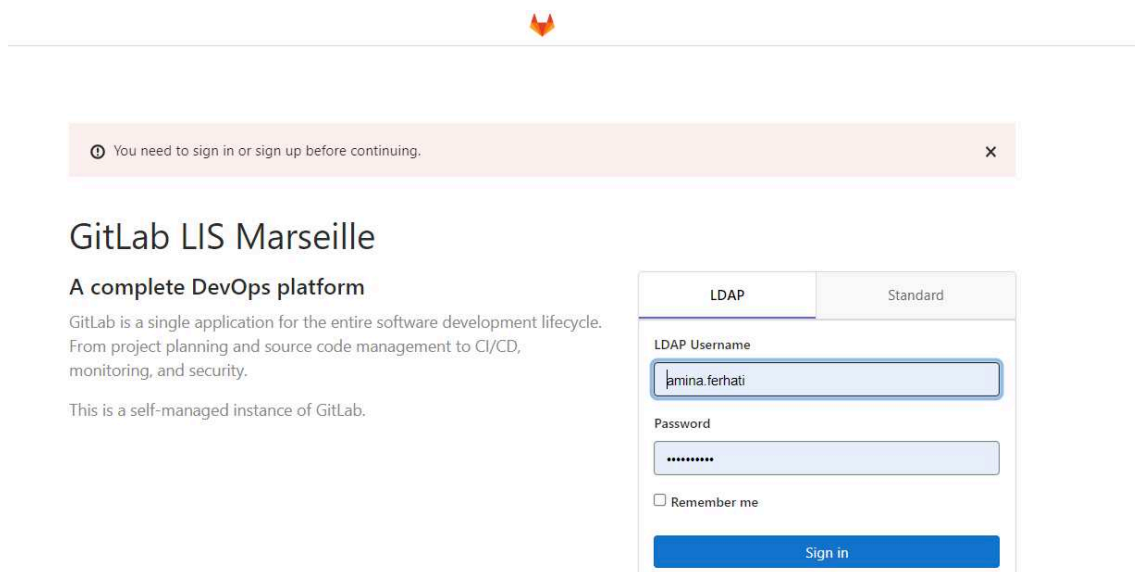 You need to sign in or sign up before continuing.
GitLab LIS Marseille
A complete DevOps platform
GitLab is a single application for the entire software development lifecycle.
From project planning and source code management to CI/CD,
monitoring, and security.
This is a self-managed instance of GitLab.
LDAP
Standard
LDAP Username
amina.ferhati
Password
••••••••••
Remember me
Sign in